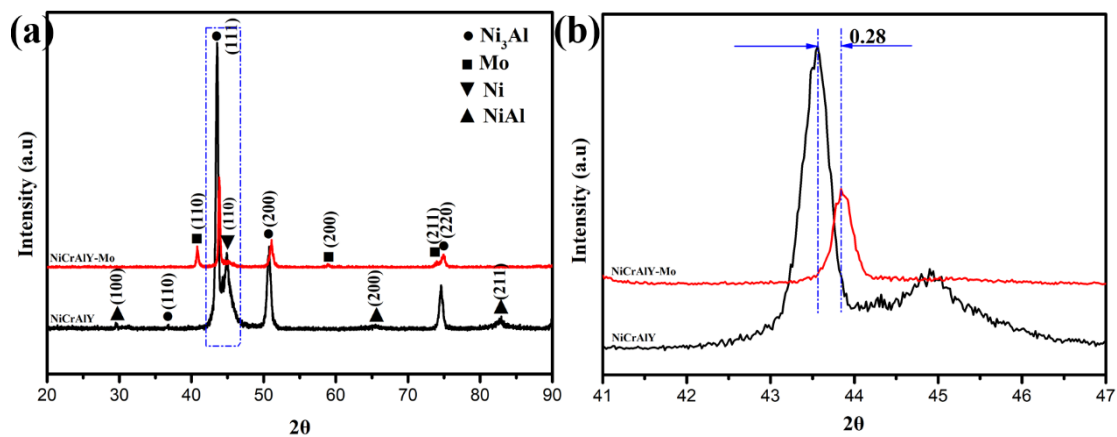 (a)
(111)
● Ni₃Al
■ Mo
▼ Ni
▲ NiAl
(110)
(110)
(200)
(200)
(211)
(220)
NiCrAlY-Mo
(100)
(110)
(200)
(211)
NiCrAlY
Intensity (a.u)
20 30 40 50 60 70 80 90
2θ
(b)
0.28
NiCrAlY-Mo
NiCrAlY
Intensity (a.u)
41 42 43 44 45 46 47
2θ